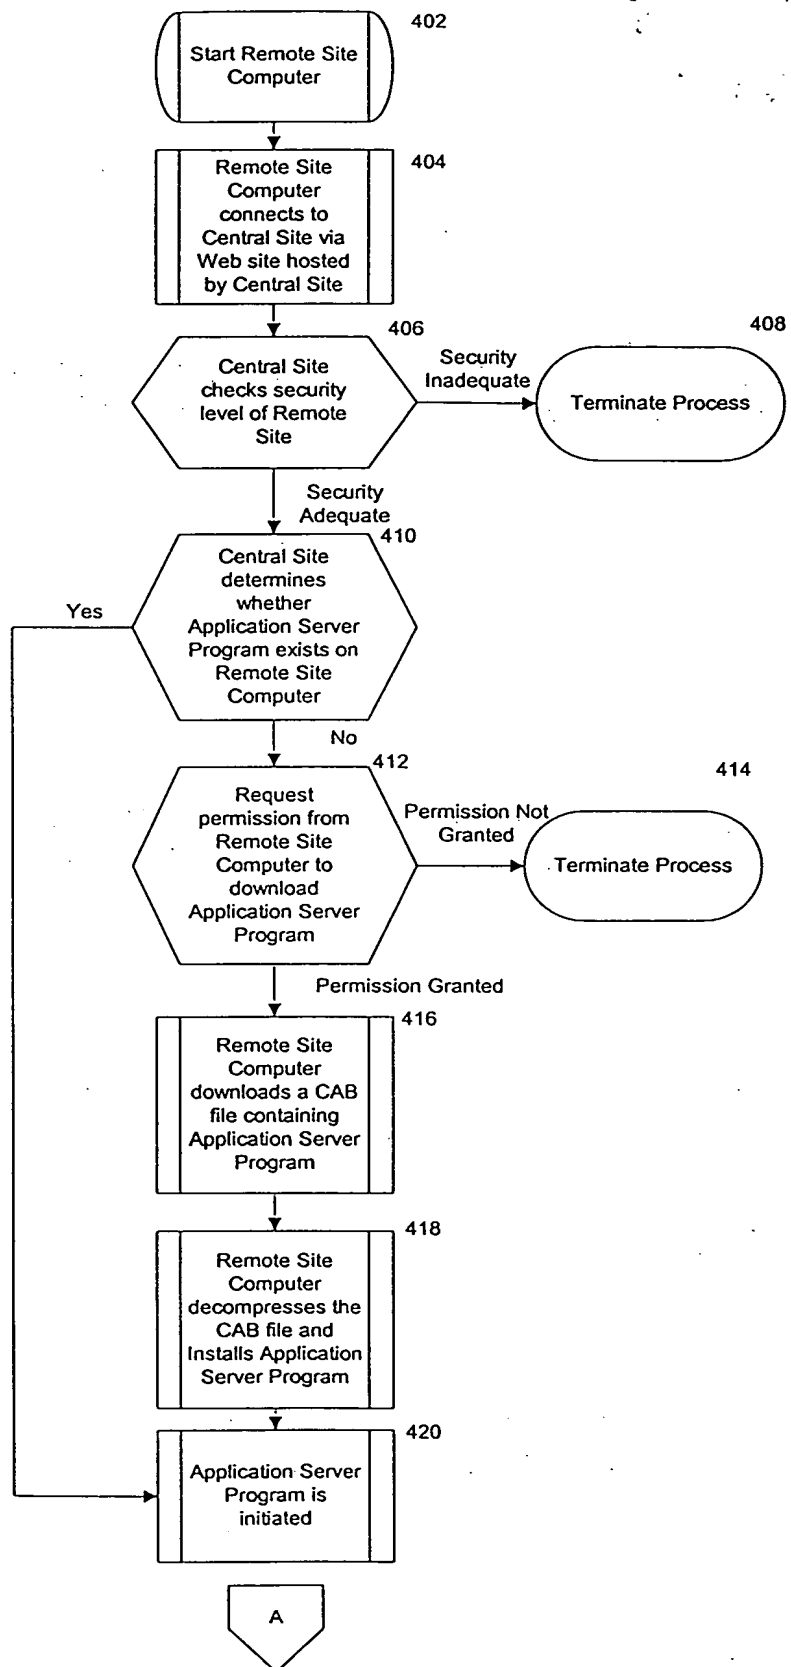 402
Start Remote Site
Computer
404
Remote Site
Computer
connects to
Central Site via
Web site hosted
by Central Site
406
Central Site
checks security
level of Remote
Site
Security
Inadequate
408
Terminate Process
Security
Adequate
410
Central Site
determines
whether
Application Server
Program exists on
Remote Site
Computer
Yes
No
412
Request
permission from
Remote Site
Computer to
download
Application Server
Program
Permission Not
Granted
414
Terminate Process
Permission Granted
416
Remote Site
Computer
downloads a CAB
file containing
Application Server
Program
418
Remote Site
Computer
decompresses the
CAB file and
Installs Application
Server Program
420
Application Server
Program is
initiated
A